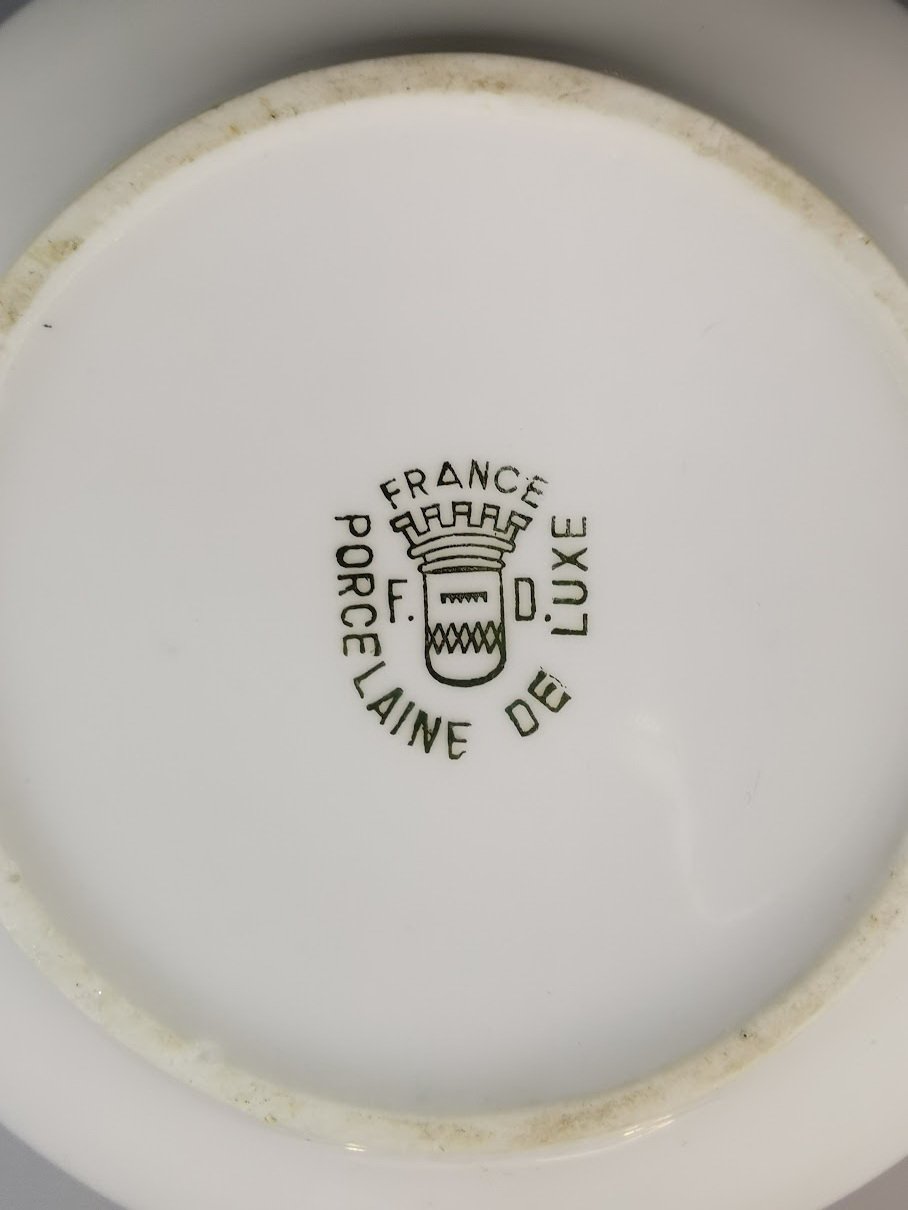 FRANCE
F. D.
PORCELAINE DE LUXE